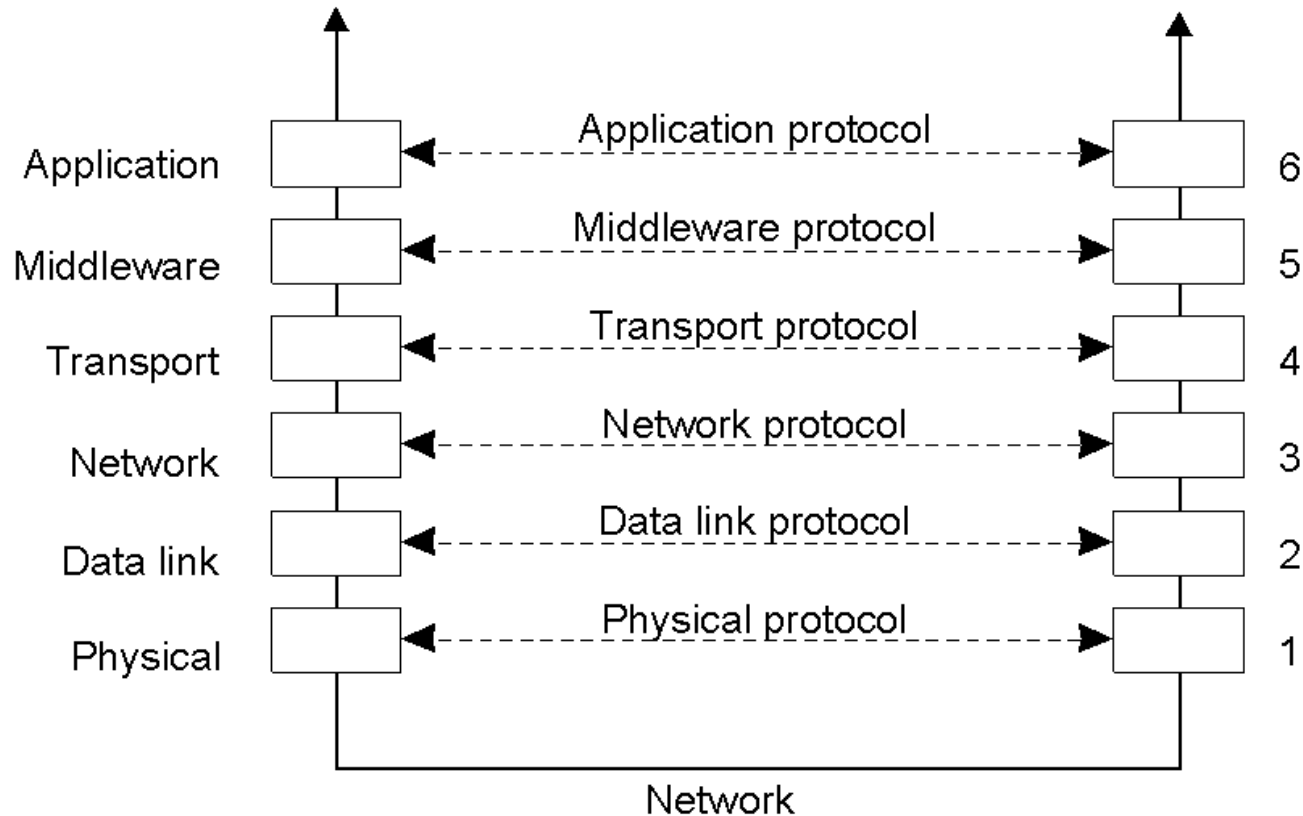 Application protocol
Application 6
Middleware protocol
Middleware 5
Transport protocol
Transport 4
Network protocol
Network 3
Data link protocol
Data link 2
Physical protocol
Physical 1
Network